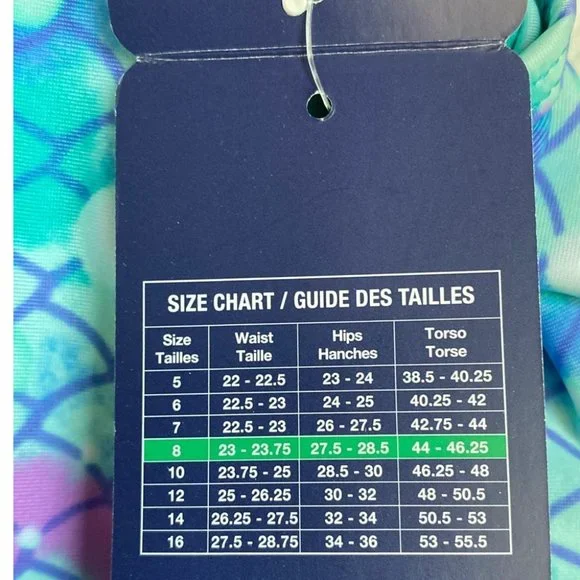 SIZE CHART / GUIDE DES TAILLES
Size Waist Hips Torso
Tailles Taille Hanches Torse
5 22 - 22.5 23 - 24 38.5 - 40.25
6 22.5 - 23 24 - 25 40.25 - 42
7 22.5 - 23 26 - 27.5 42.75 - 44
8 23 - 23.75 27.5 - 28.5 44 - 46.25
10 23.75 - 25 28.5 - 30 46.25 - 48
12 25 - 26.25 30 - 32 48 - 50.5
14 26.25 - 27.5 32 - 34 50.5 - 53
16 27.5 - 28.75 34 - 36 53 - 55.5